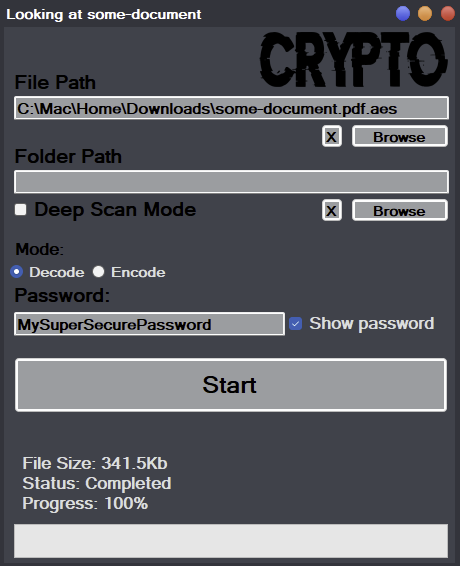 Looking at some-document
CRYPTO
File Path
C:\Mac\Home\Downloads\some-document.pdf.aes
X Browse
Folder Path
Deep Scan Mode X Browse
Mode:
Decode Encode
Password:
MySuperSecurePassword Show password
Start
File Size: 341.5Kb
Status: Completed
Progress: 100%